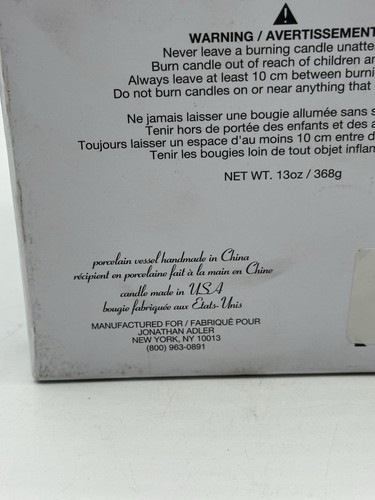 WARNING / AVERTISSEMENT
Never leave a burning candle
Burn candle out of reach of children
Always leave at least 10 cm between
Do not burn candles on or near anything that
Ne jamais laisser une bougie allumée sans
Tenir hors de portée des enfants et des
Toujours laisser un espace d'au moins 10 cm entre
Tenir les bougies loin de tout objet
NET WT. 13oz / 368g
porcelain vessel handmade in China
récipient en porcelaine fait à la main en Chine
candle made in USA
bougie fabriquée aux États-Unis
MANUFACTURED FOR / FABRIQUÉ POUR
JONATHAN ADLER
NEW YORK, NY 10013
(800) 963-0891